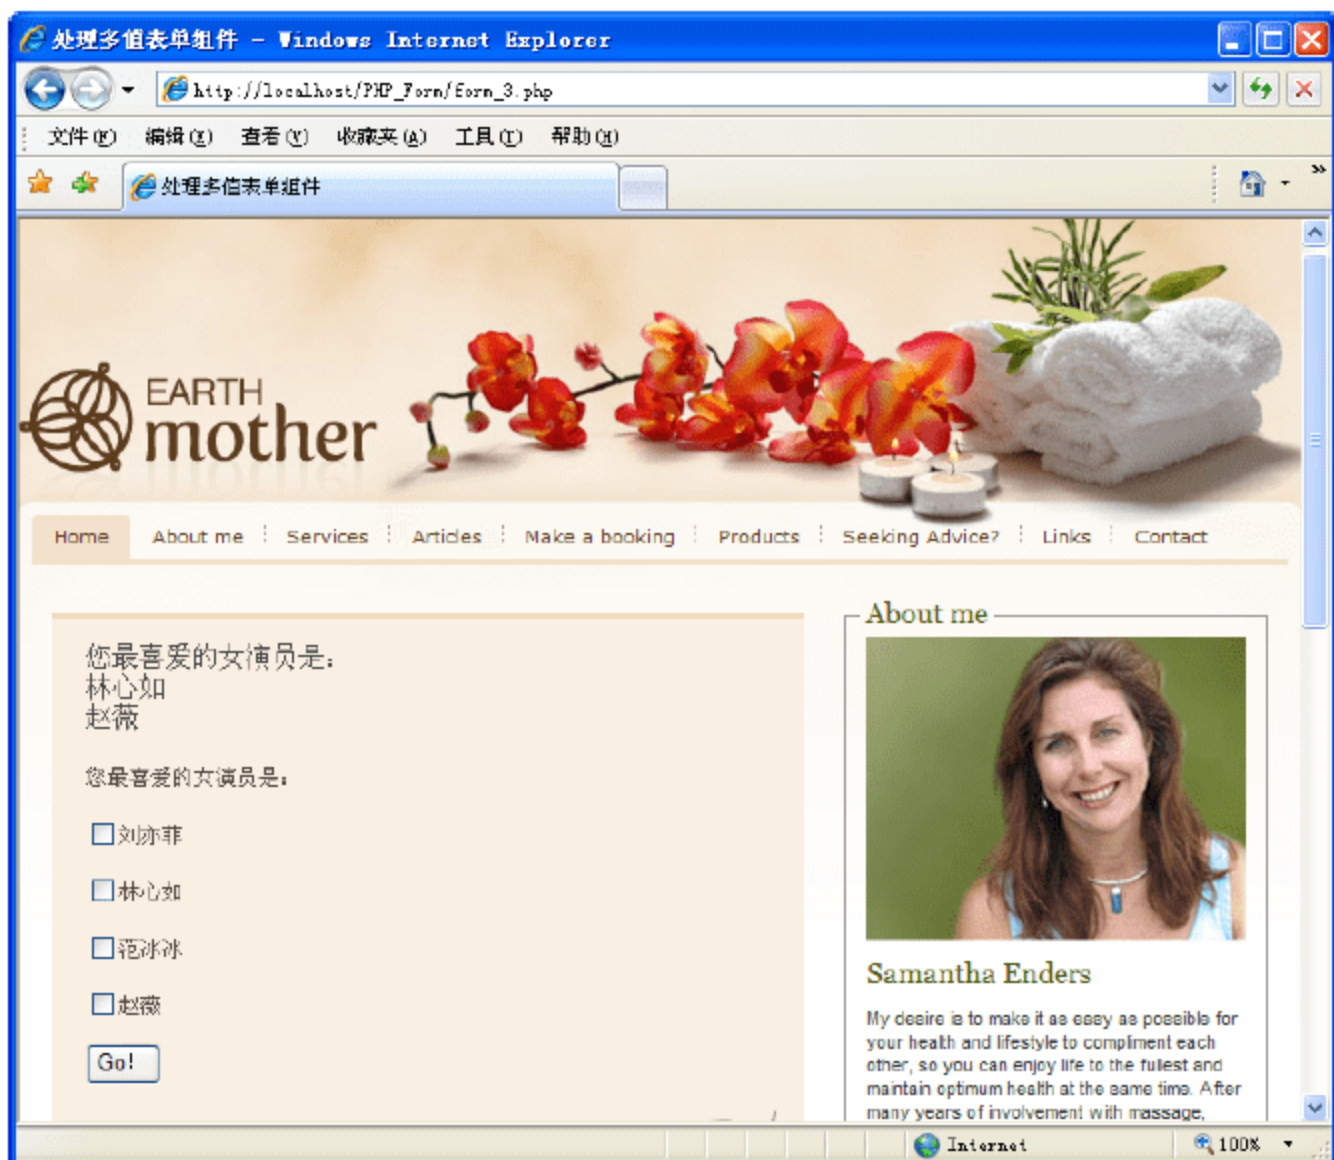 处理多值表单组件 - Windows Internet Explorer
http://localhost/PHP_Form/form_3.php
文件(F) 编辑(E) 查看(V) 收藏夹(A) 工具(T) 帮助(H)
处理多值表单组件
EARTH
mother
Home About me Services Articles Make a booking Products Seeking Advice? Links Contact
您最喜爱的女演员是:
林心如
赵薇
您最喜爱的女演员是:
刘亦菲
林心如
范冰冰
赵薇
Go!
About me
Samantha Enders
My desire is to make it as easy as possible for
your health and lifestyle to compliment each
other, so you can enjoy life to the fullest and
maintain optimum health at the same time. After
many years of involvement with massage,
Internet 100%